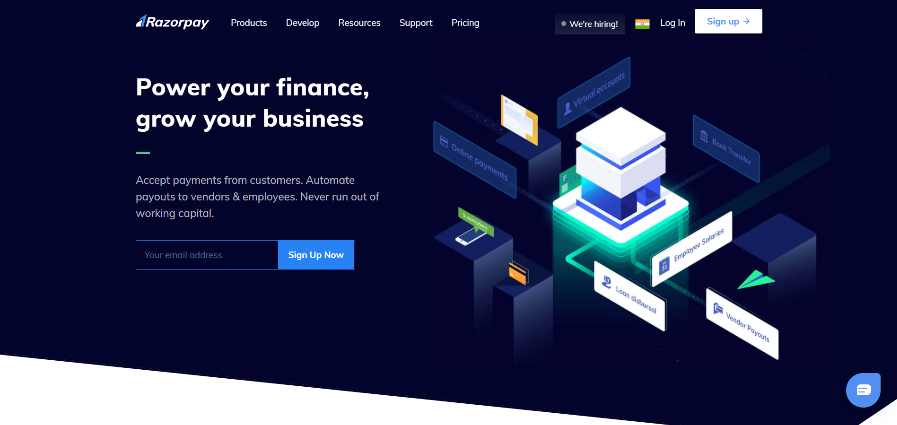 Razorpay
Products
Develop
Resources
Support
Pricing
We're hiring!
Log In
Sign up →
Power your finance,
grow your business
Accept payments from customers. Automate
payouts to vendors & employees. Never run out of
working capital.
Your email address
Sign Up Now
Virtual accounts
Online payments
Bank Transfer
Employee Salaries
Loan disbursal
Vendor Payouts